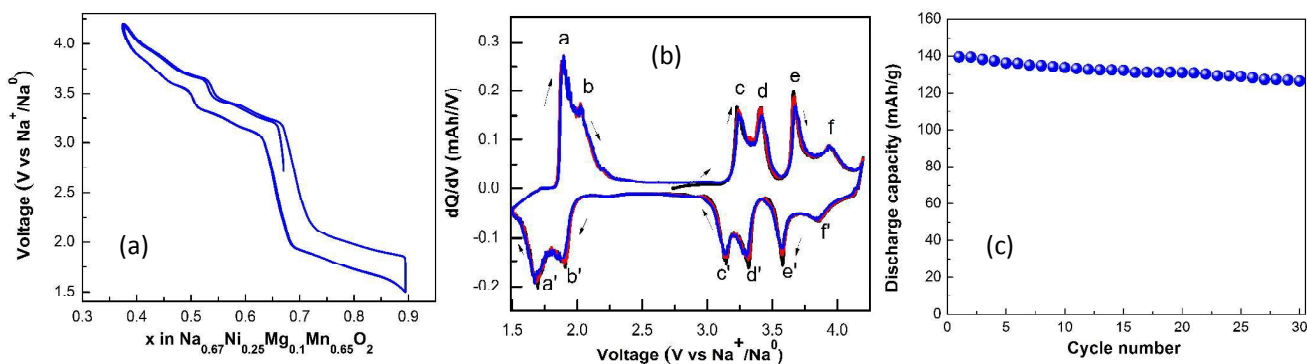 4.0
3.5
3.0
2.5
2.0
1.5
Voltage (V vs Na⁺/Na⁰)
(a)
0.3 0.4 0.5 0.6 0.7 0.8 0.9
x in Na₀.₆₇Ni₀.₂₅Mg₀.₁Mn₀.₆₅O₂
0.3
0.2
0.1
0.0
-0.1
-0.2
dQ/dV (mAh//V)
(b)
a
b
c
d
e
f
a'
b'
c'
d'
e'
f'
1.5 2.0 2.5 3.0 3.5 4.0
Voltage (V vs Na⁺/Na⁰)
160
140
120
100
80
60
40
20
0
Discharge capacity (mAh/g)
(c)
0 5 10 15 20 25 30
Cycle number